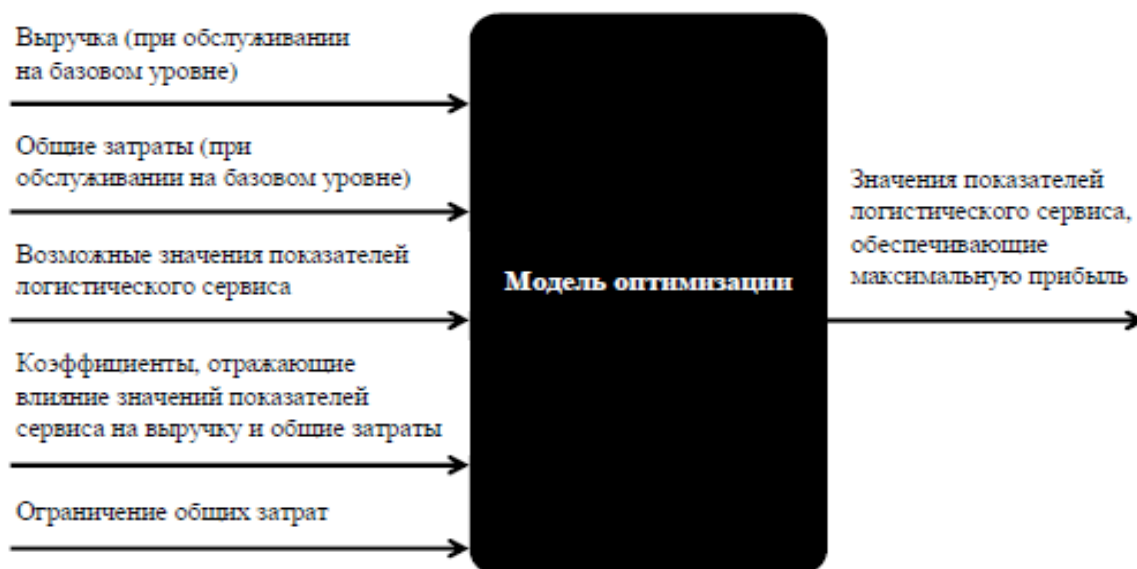 Выручка (при обслуживании
на базовом уровне)
Общие затраты (при
обслуживании на базовом уровне)
Возможные значения показателей
логистического сервиса
Коэффициенты, отражающие
влияние значений показателей
сервиса на выручку и общие затраты
Ограничение общих затрат
Модель оптимизации
Значения показателей
логистического сервиса,
обеспечивающие
максимальную прибыль